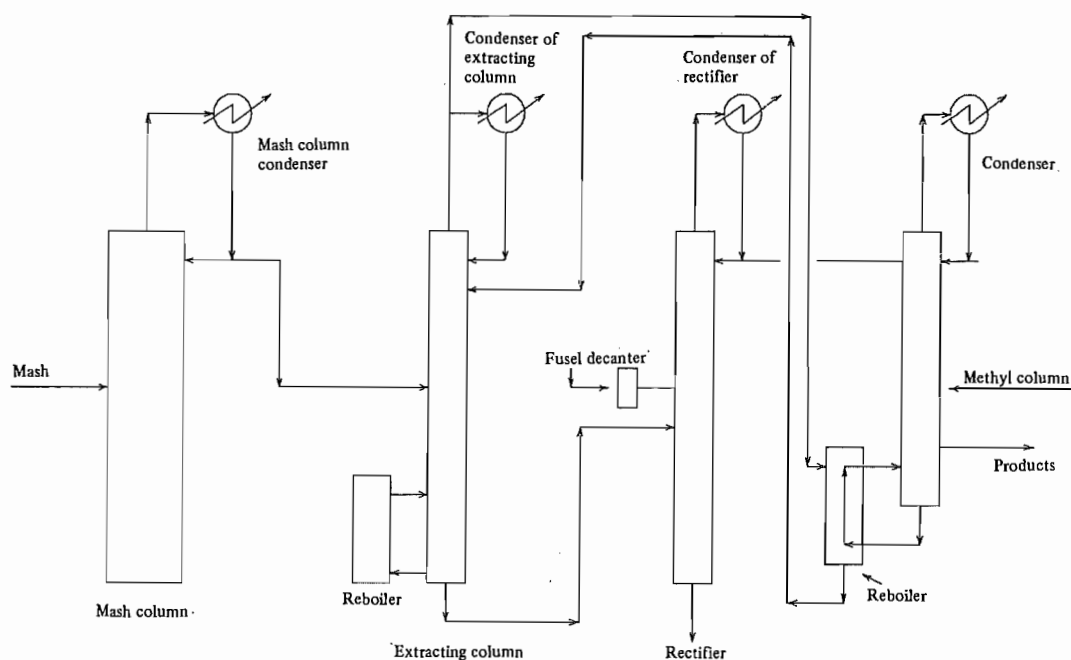 Condenser of
extracting
column
Condenser of
rectifier
Mash column
condenser
Condenser
Mash
Fusel decanter
Methyl column
Products
Reboiler
Reboiler
Mash column
Extracting column
Rectifier